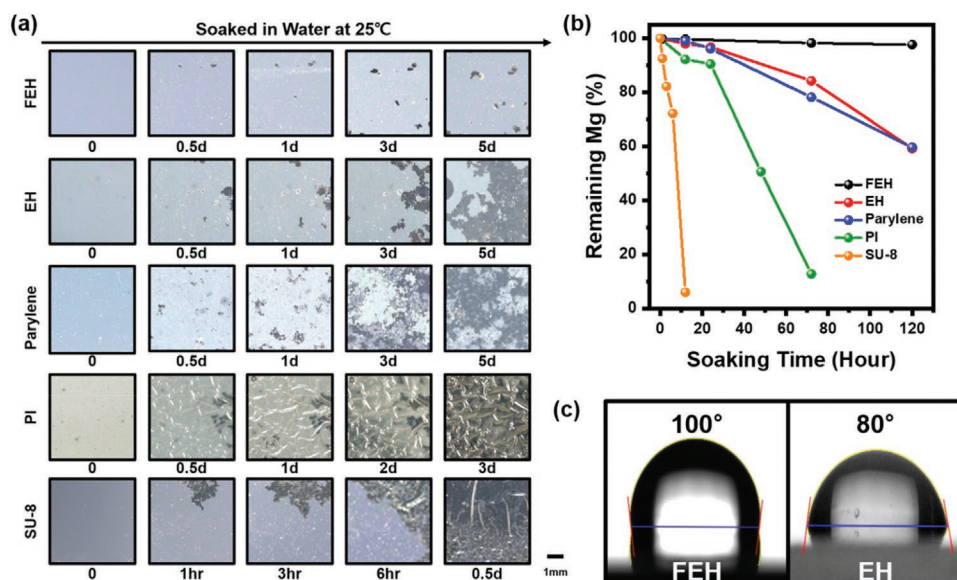 (a)
Soaked in Water at 25℃
FEH
0 0.5d 1d 3d 5d
EH
0 0.5d 1d 3d 5d
Parylene
0 0.5d 1d 3d 5d
PI
0 0.5d 1d 2d 3d
SU-8
0 1hr 3hr 6hr 0.5d
1mm
(b)
Remaining Mg (%)
100
80
60
40
20
0
FEH
EH
Parylene
PI
SU-8
0 20 40 60 80 100 120
Soaking Time (Hour)
(c)
100° 80°
FEH EH